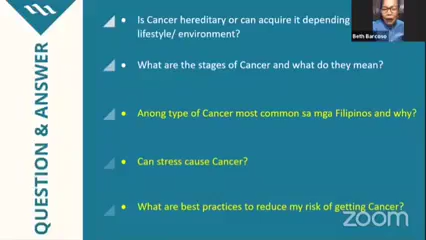 QUESTION & ANSWER
Is Cancer hereditary or can acquire it depending
lifestyle/ environment?
What are the stages of Cancer and what do they mean?
Anong type of Cancer most common sa mga Filipinos and why?
Can stress cause Cancer?
What are best practices to reduce my risk of getting Cancer?
Beth Barcoso
zoom